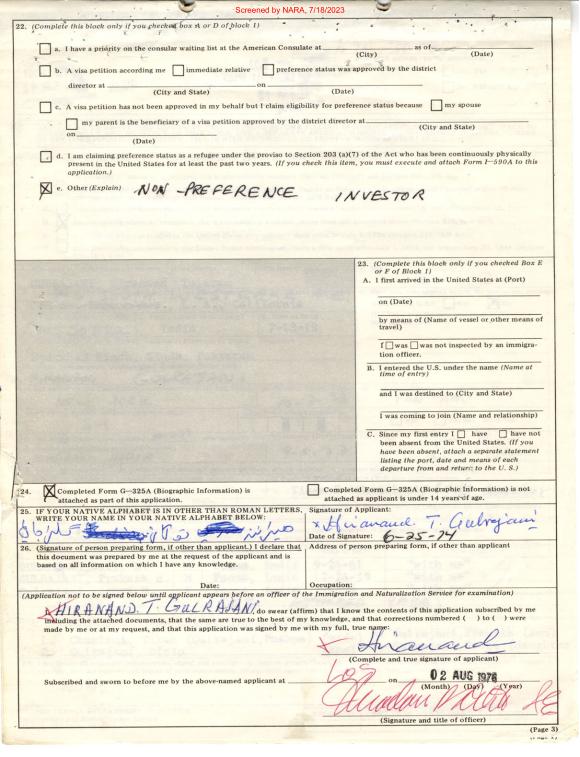 Screened by NARA, 7/18/2023
22. (Complete this block only if you checked box A or D of block 1)
a. I have a priority on the consular waiting list at the American Consulate at as of
(City) (Date)
b. A visa petition according me immediate relative preference status was approved by the district
director at on
(City and State) (Date)
c. A visa petition has not been approved in my behalf but I claim eligibility for preference status because my spouse
my parent is the beneficiary of a visa petition approved by the district director at
(City and State)
on
(Date)
d. I am claiming preference status as a refugee under the proviso to Section 203 (a)(7) of the Act who has been continuously physically
present in the United States for at least the past two years. (If you check this item, you must execute and attach Form I-590A to this
application.)
e. Other (Explain) NON-PREFERENCE INVESTOR
23. (Complete this block only if you checked Box E
or F of Block 1)
A. I first arrived in the United States at (Port)
on (Date)
by means of (Name of vessel or other means of
travel)
I was was not inspected by an immigra-
tion officer.
B. I entered the U.S. under the name (Name at
time of entry)
and I was destined to (City and State)
I was coming to join (Name and relationship)
C. Since my first entry I have have not
been absent from the United States. (If you
have been absent, attach a separate statement
listing the port, date and means of each
departure from and return to the U. S.)
24. Completed Form G-325A (Biographic Information) is
attached as part of this application.
Completed Form G-325A (Biographic Information) is not
attached as applicant is under 14 years of age.
25. IF YOUR NATIVE ALPHABET IS IN OTHER THAN ROMAN LETTERS,
WRITE YOUR NAME IN YOUR NATIVE ALPHABET BELOW:
Signature of Applicant:
x Hiranand T. Gulrajani
Date of Signature: 6-25-74
26. (Signature of person preparing form, if other than applicant.) I declare that
this document was prepared by me at the request of the applicant and is
based on all information on which I have any knowledge.
Date:
Address of person preparing form, if other than applicant
Occupation:
(Application not to be signed below until applicant appears before an officer of the Immigration and Naturalization Service for examination)
I, HIRANAND. T. GULRAJANI do swear (affirm) that I know the contents of this application subscribed by me
including the attached documents, that the same are true to the best of my knowledge, and that corrections numbered ( ) to ( ) were
made by me or at my request, and that this application was signed by me with my full, true name:
x Hiranand
(Complete and true signature of applicant)
Subscribed and sworn to before me by the above-named applicant at LOS on 02 AUG 1976
(Month) (Day) (Year)
(Signature and title of officer)
(Page 3)